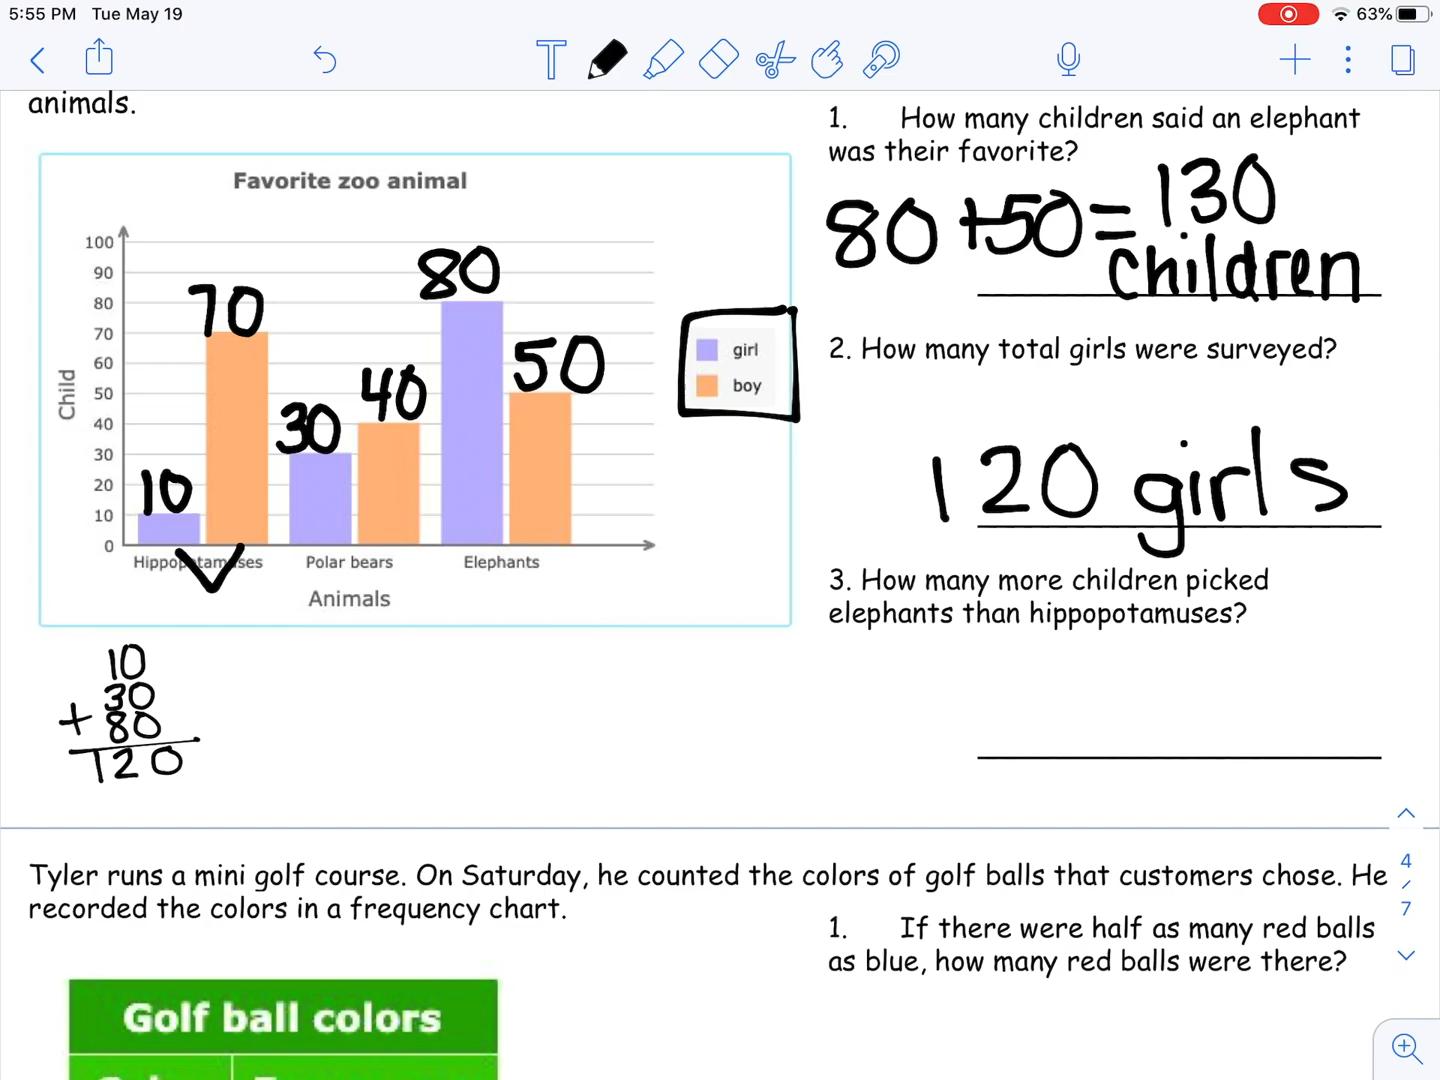 5:55 PM Tue May 19
63%
animals.
Favorite zoo animal
Child
100
90
80
70
60
50
40
30
20
10
0
10
70
30
40
80
50
Hippopotamuses
Polar bears
Elephants
Animals
girl
boy
10
30
+ 80
120
1. How many children said an elephant
was their favorite?
80 + 50 = 130
children
2. How many total girls were surveyed?
120 girls
3. How many more children picked
elephants than hippopotamuses?
4
/
7
Tyler runs a mini golf course. On Saturday, he counted the colors of golf balls that customers chose. He
recorded the colors in a frequency chart.
1. If there were half as many red balls
as blue, how many red balls were there?
Golf ball colors